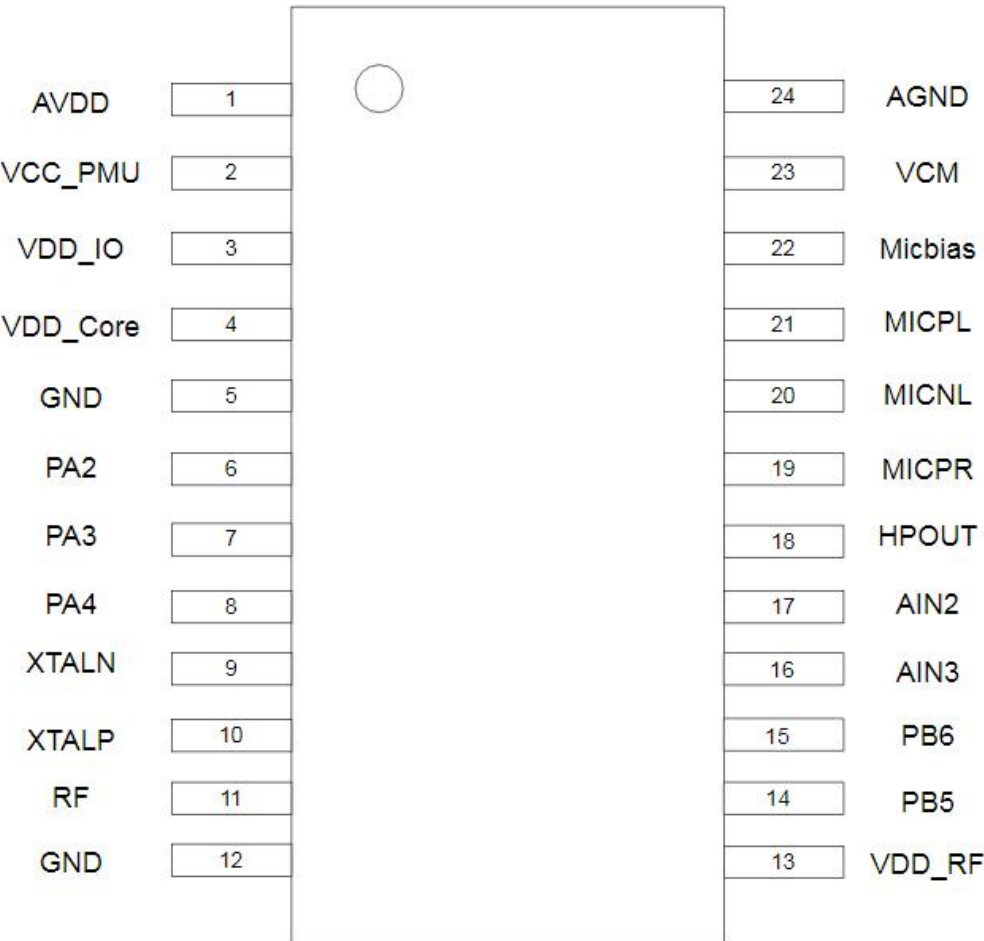 AVDD 1 24 AGND
VCC_PMU 2 23 VCM
VDD_IO 3 22 Micbias
VDD_Core 4 21 MICPL
GND 5 20 MICNL
PA2 6 19 MICPR
PA3 7 18 HPOUT
PA4 8 17 AIN2
XTALN 9 16 AIN3
XTALP 10 15 PB6
RF 11 14 PB5
GND 12 13 VDD_RF